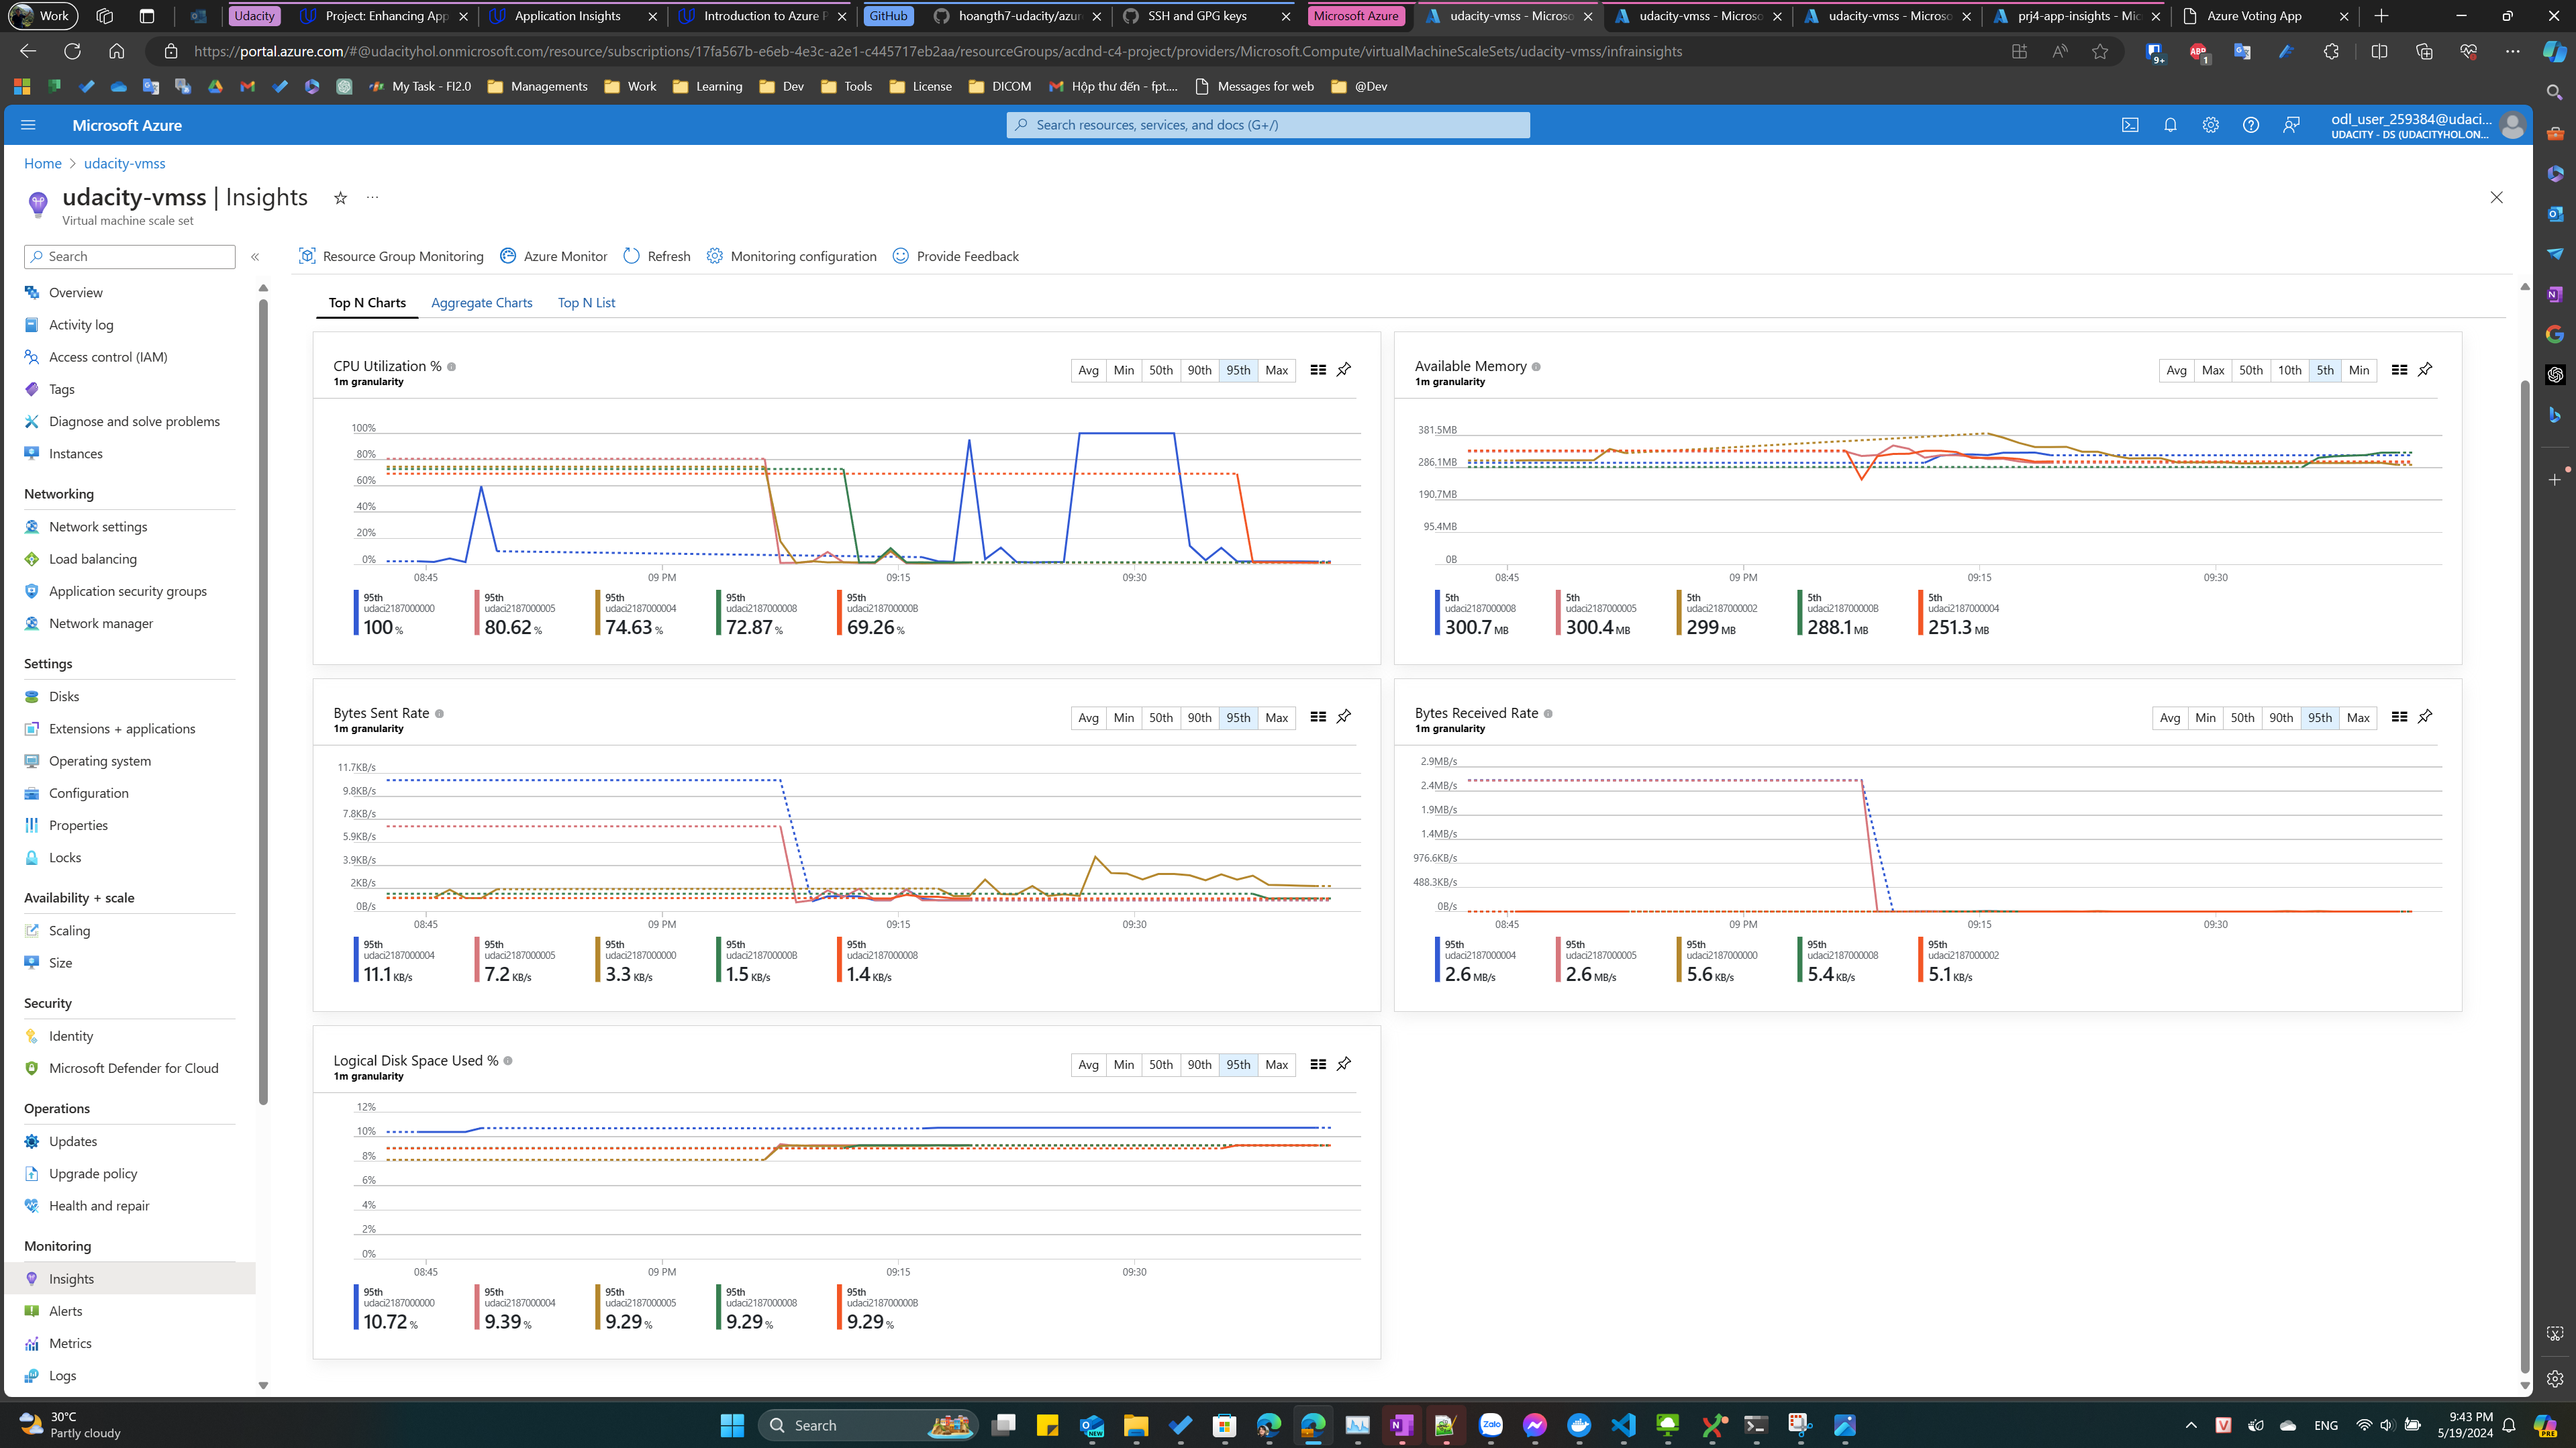 Work
Udacity
Project: Enhancing App
Application Insights
Introduction to Azure P
GitHub
hoangth7-udacity/azur
SSH and GPG keys
Microsoft Azure
udacity-vmss - Microso
udacity-vmss - Microso
udacity-vmss - Microso
prj4-app-insights - Mic
Azure Voting App
https://portal.azure.com/#@udacityhol.onmicrosoft.com/resource/subscriptions/17fa567b-e6eb-4e3c-a2e1-c445717eb2aa/resourceGroups/acdnd-c4-project/providers/Microsoft.Compute/virtualMachineScaleSets/udacity-vmss/infrainsights
ABP
9+
1
My Task - FI2.0
Managements
Work
Learning
Dev
Tools
License
DICOM
Hộp thư đến - fpt....
Messages for web
@Dev
Microsoft Azure
Search resources, services, and docs (G+/)
odl_user_259384@udaci...
UDACITY - DS (UDACITYHOL.ON...
Home > udacity-vmss
udacity-vmss | Insights
Virtual machine scale set
Search
Resource Group Monitoring
Azure Monitor
Refresh
Monitoring configuration
Provide Feedback
Overview
Activity log
Access control (IAM)
Tags
Diagnose and solve problems
Instances
Networking
Network settings
Load balancing
Application security groups
Network manager
Settings
Disks
Extensions + applications
Operating system
Configuration
Properties
Locks
Availability + scale
Scaling
Size
Security
Identity
Microsoft Defender for Cloud
Operations
Updates
Upgrade policy
Health and repair
Monitoring
Insights
Alerts
Metrics
Logs
Top N Charts
Aggregate Charts
Top N List
CPU Utilization %
1m granularity
Avg Min 50th 90th 95th Max
100%
80%
60%
40%
20%
0%
08:45 09 PM 09:15 09:30
95th 95th 95th 95th 95th
udaci2187000000 udaci2187000005 udaci2187000004 udaci2187000008 udaci218700000B
100 % 80.62 % 74.63 % 72.87 % 69.26 %
Available Memory
1m granularity
Avg Max 50th 10th 5th Min
381.5MB
286.1MB
190.7MB
95.4MB
0B
08:45 09 PM 09:15 09:30
5th 5th 5th 5th 5th
udaci2187000008 udaci2187000005 udaci2187000002 udaci218700000B udaci2187000004
300.7 MB 300.4 MB 299 MB 288.1 MB 251.3 MB
Bytes Sent Rate
1m granularity
Avg Min 50th 90th 95th Max
11.7KB/s
9.8KB/s
7.8KB/s
5.9KB/s
3.9KB/s
2KB/s
0B/s
08:45 09 PM 09:15 09:30
95th 95th 95th 95th 95th
udaci2187000004 udaci2187000005 udaci2187000000 udaci218700000B udaci2187000008
11.1 KB/s 7.2 KB/s 3.3 KB/s 1.5 KB/s 1.4 KB/s
Bytes Received Rate
1m granularity
Avg Min 50th 90th 95th Max
2.9MB/s
2.4MB/s
1.9MB/s
1.4MB/s
976.6KB/s
488.3KB/s
0B/s
08:45 09 PM 09:15 09:30
95th 95th 95th 95th 95th
udaci2187000004 udaci2187000005 udaci2187000000 udaci2187000008 udaci2187000002
2.6 MB/s 2.6 MB/s 5.6 KB/s 5.4 KB/s 5.1 KB/s
Logical Disk Space Used %
1m granularity
Avg Min 50th 90th 95th Max
12%
10%
8%
6%
4%
2%
0%
08:45 09 PM 09:15 09:30
95th 95th 95th 95th 95th
udaci2187000000 udaci2187000004 udaci2187000005 udaci2187000008 udaci218700000B
10.72 % 9.39 % 9.29 % 9.29 % 9.29 %
30°C
Partly cloudy
Search
NEW
Zalo
V
ENG
9:43 PM
5/19/2024
PRE